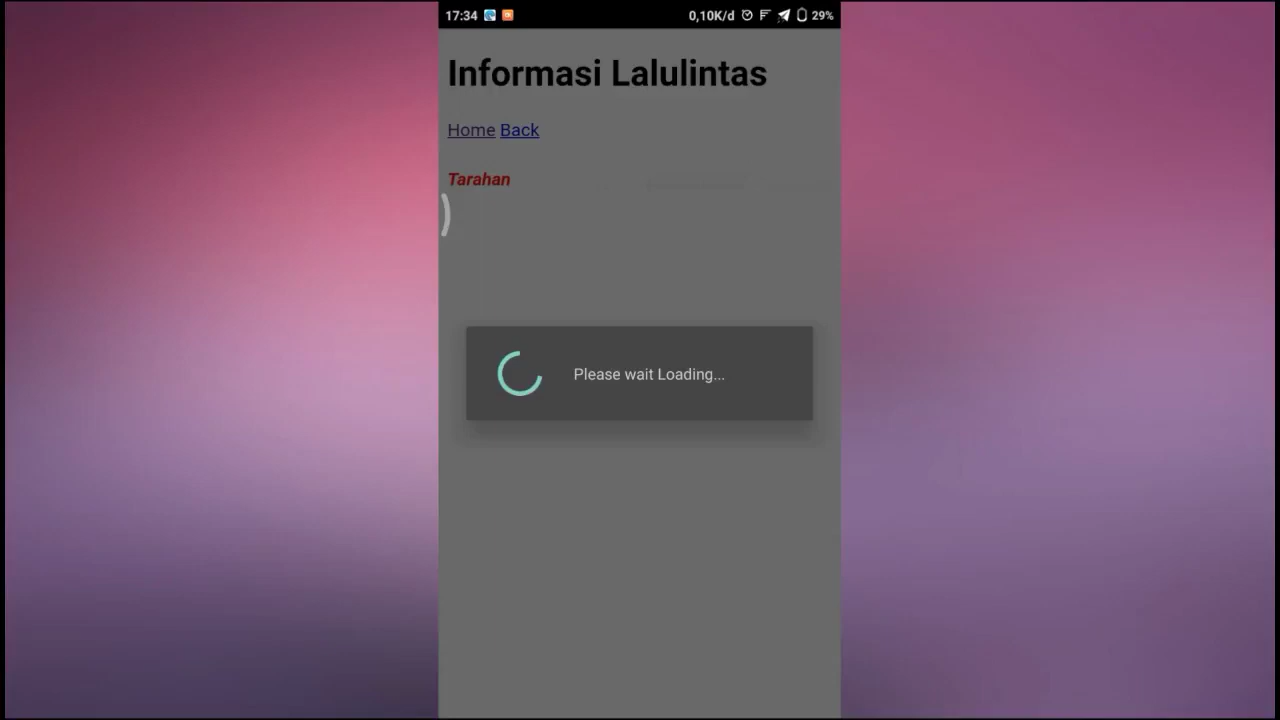 17:34 0,10K/d 29%
Informasi Lalulintas
Home Back
Tarahan
Please wait Loading...